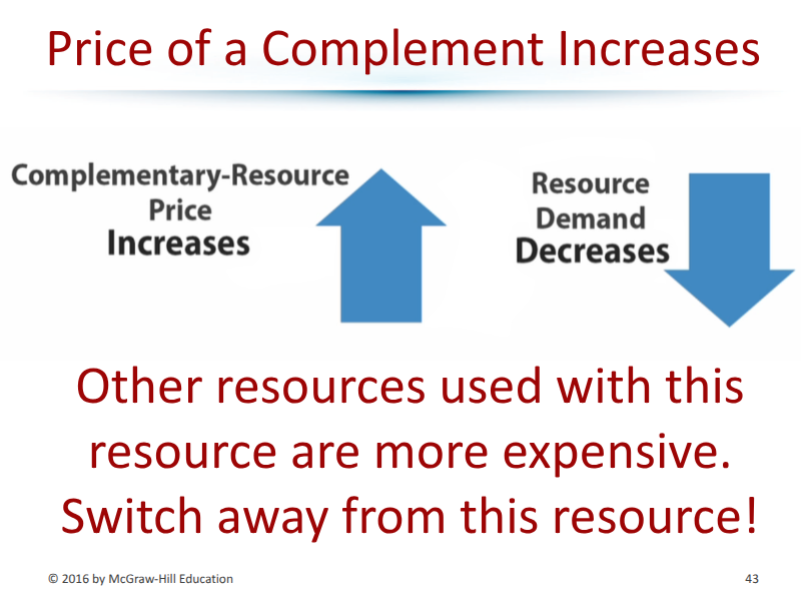 Price of a Complement Increases
Complementary-Resource
Price
Increases
Resource
Demand
Decreases
Other resources used with this
resource are more expensive.
Switch away from this resource!
© 2016 by McGraw-Hill Education
43